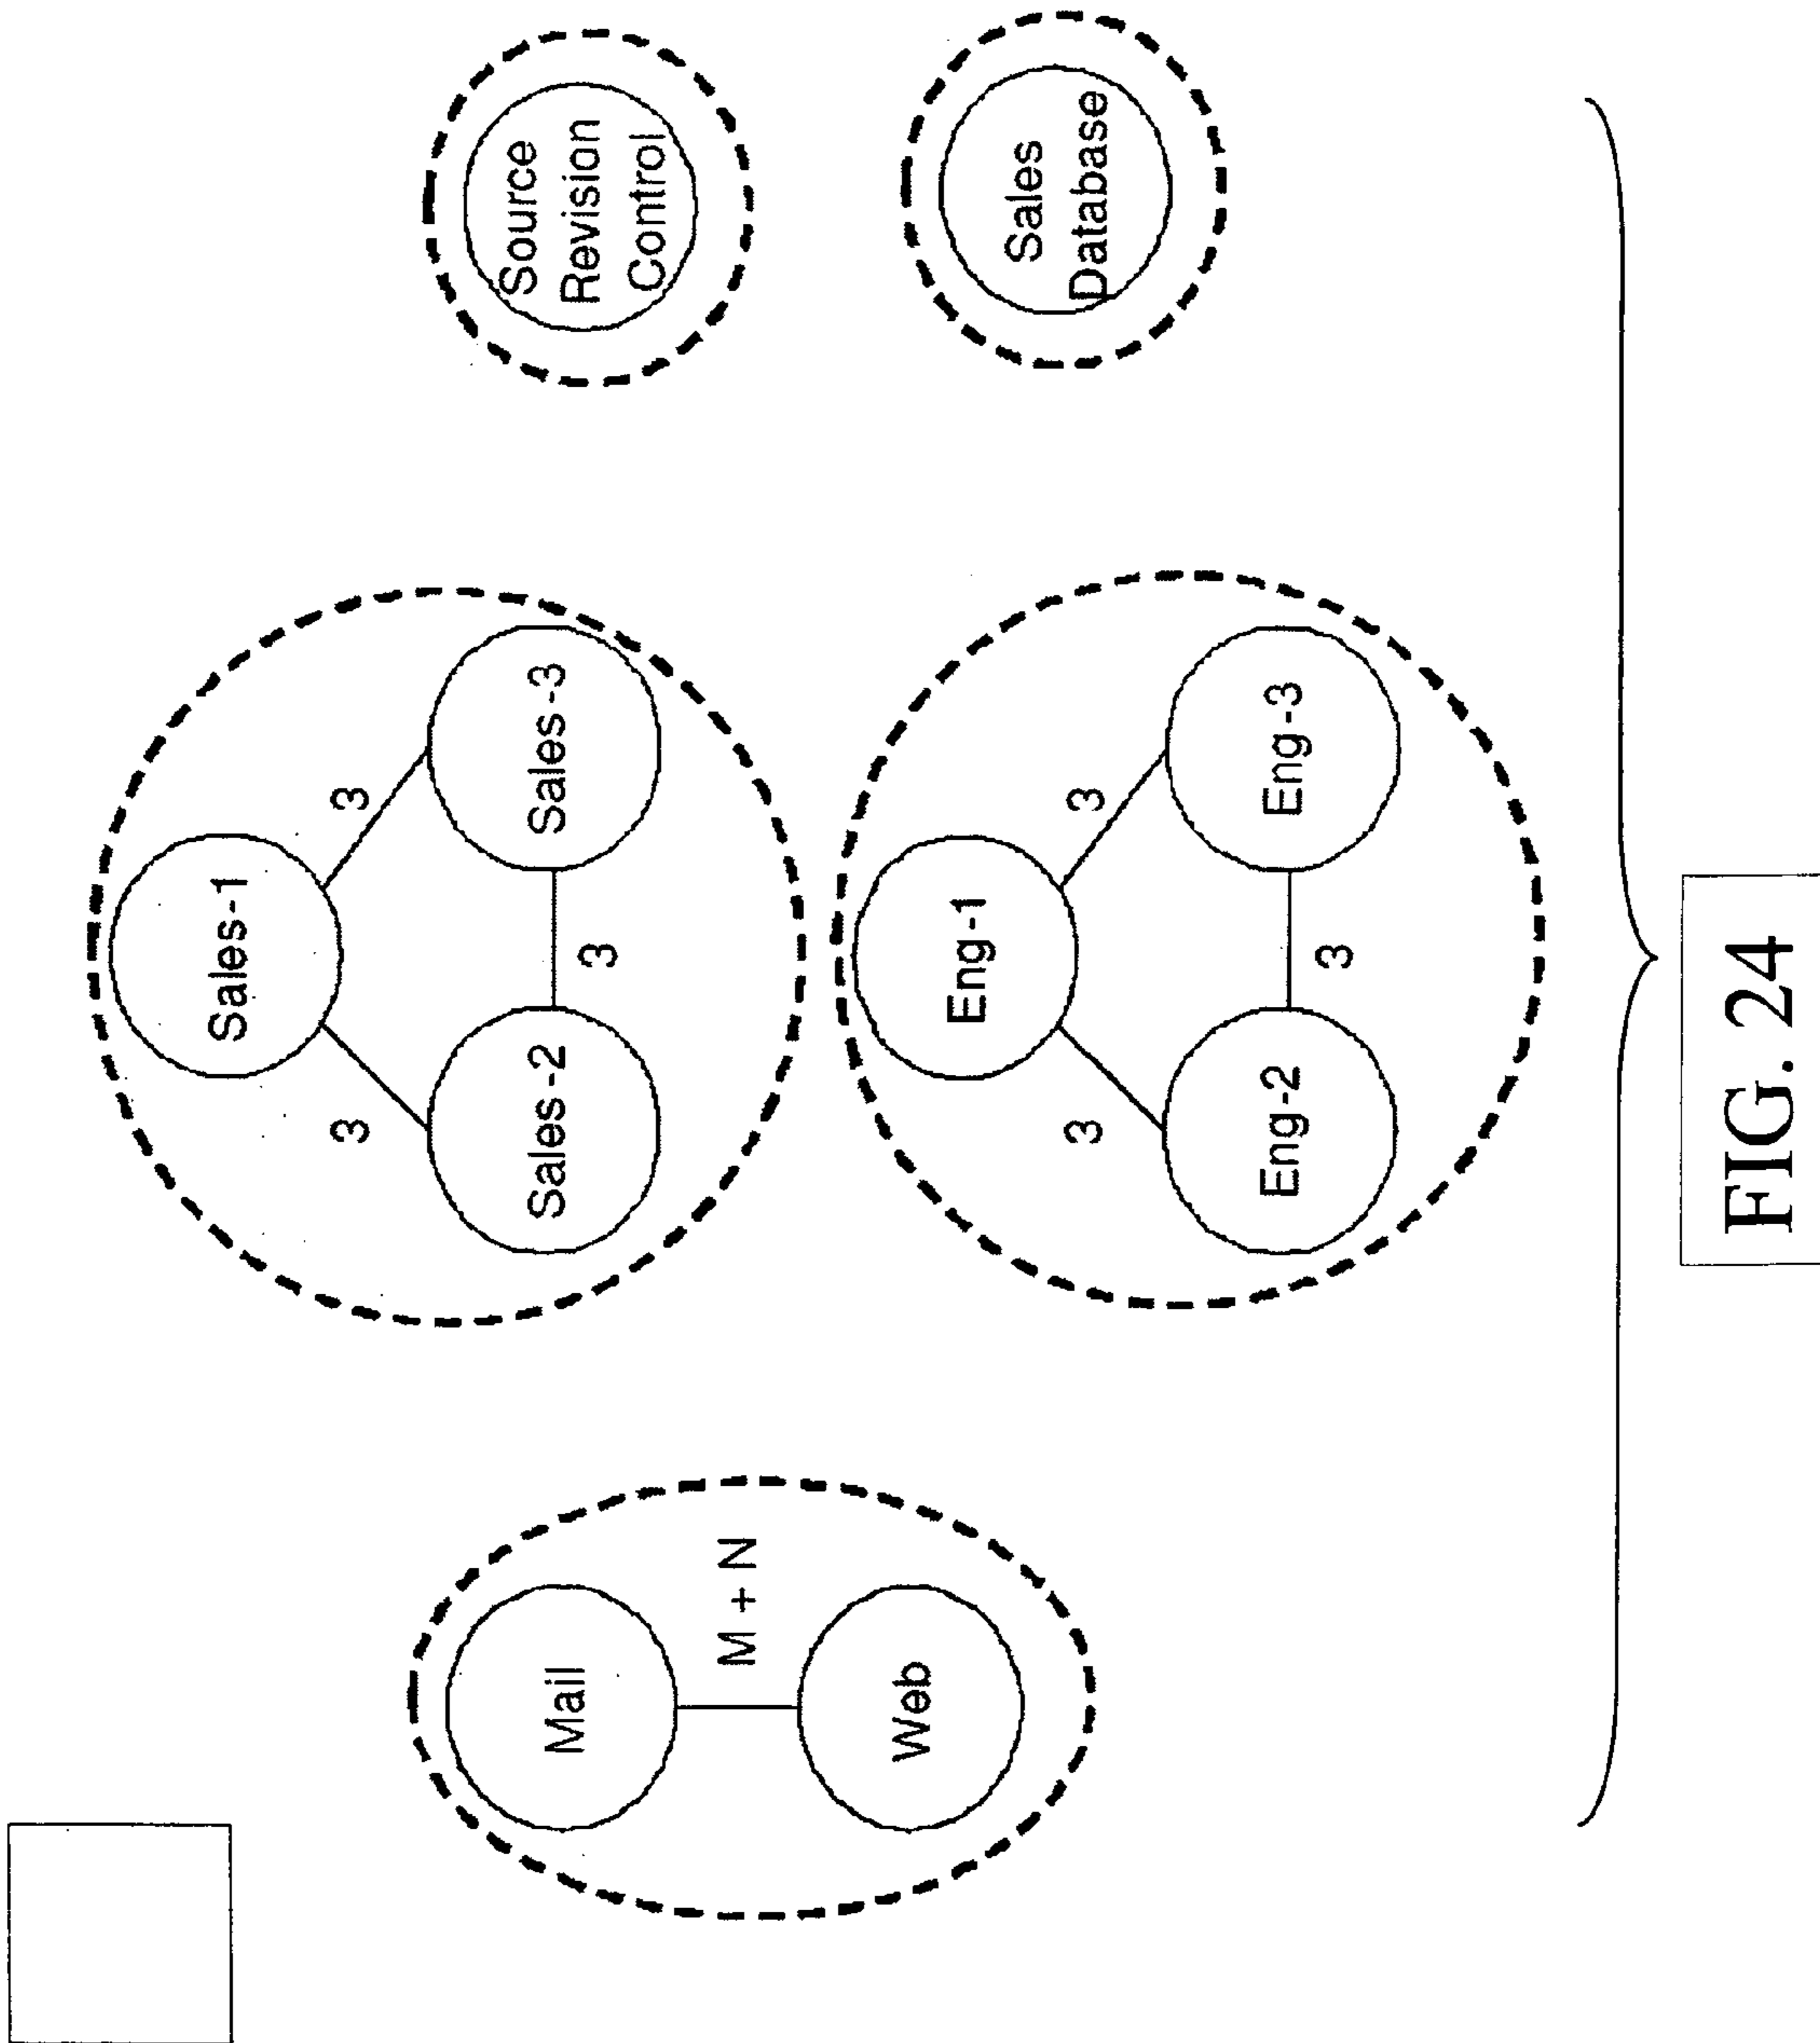 Mail
M + N
Web
Sales-1
3
3
Sales-2
Sales-3
3
Eng-1
3
3
Eng-2
Eng-3
3
Source
Revision
Control
Sales
Database
FIG. 24